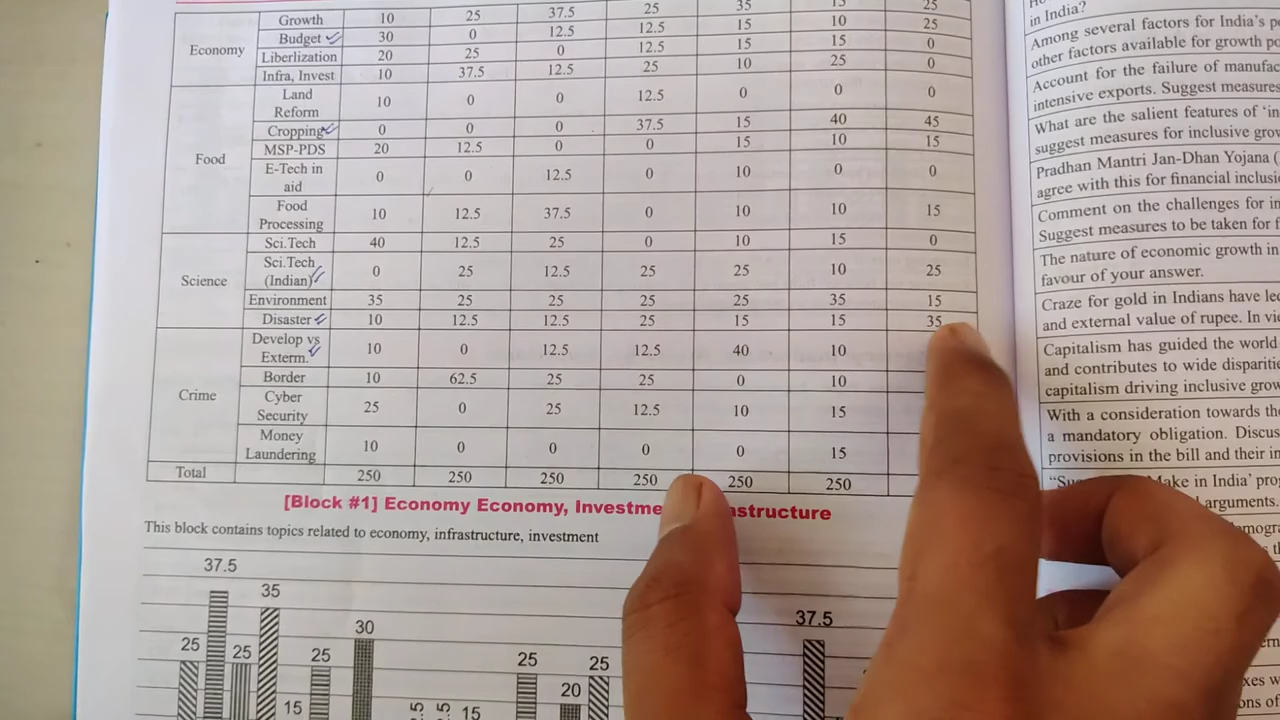 Growth 10 25 37.5 25 35 15 25
Economy Budget 30 0 12.5 12.5 15 10 25
Liberlization 20 25 0 12.5 15 15 0
Infra, Invest 10 37.5 12.5 25 10 25 0
Land Reform 10 0 0 12.5 0 0 0
Cropping 0 0 0 37.5 15 40 45
Food MSP-PDS 20 12.5 0 0 15 10 15
E-Tech in aid 0 0 12.5 0 10 0 0
Food Processing 10 12.5 37.5 0 10 10 15
Sci.Tech 40 12.5 25 0 10 15 0
Science Sci.Tech (Indian) 0 25 12.5 25 25 10 25
Environment 35 25 25 25 25 35 15
Disaster 10 12.5 12.5 25 15 15 35
Develop vs Exterm. 10 0 12.5 12.5 40 10
Border 10 62.5 25 25 0 10
Crime Cyber Security 25 0 25 12.5 10 15
Money Laundering 10 0 0 0 0 15
Total 250 250 250 250 250 250
[Block #1] Economy Economy, Investme astructure
This block contains topics related to economy, infrastructure, investment
37.5
35
30
25
25
25
15
25
25
20
15
37.5
in India?
Among several factors for India's p
other factors available for growth po
Account for the failure of manufac
intensive exports. Suggest measures
What are the salient features of 'in
suggest measures for inclusive grow
Pradhan Mantri Jan-Dhan Yojana (
agree with this for financial inclusi
Comment on the challenges for in
Suggest measures to be taken for f
The nature of economic growth in
favour of your answer.
Craze for gold in Indians have led
and external value of rupee. In vie
Capitalism has guided the world
and contributes to wide dispariti
capitalism driving inclusive grow
With a consideration towards the
a mandatory obligation. Discus
provisions in the bill and their in
Make in India' pro
arguments.